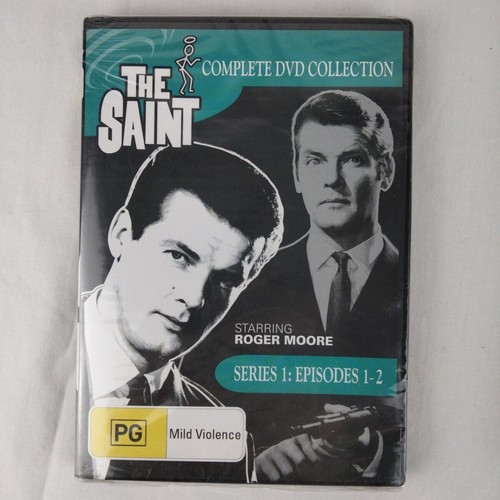 THE
SAINT
COMPLETE DVD COLLECTION
STARRING
ROGER MOORE
SERIES 1: EPISODES 1-2
PG
Mild Violence